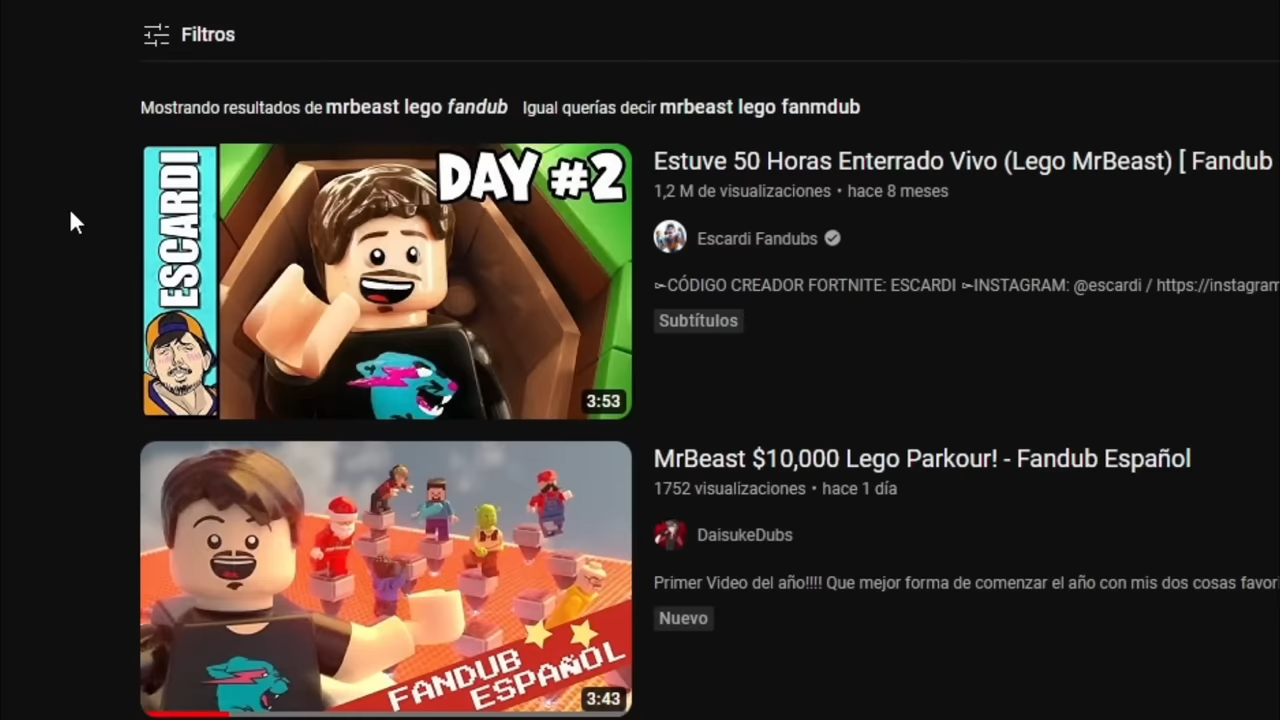 Filtros
Mostrando resultados de mrbeast lego fandub Igual querías decir mrbeast lego fanmdub
ESCARDI
DAY #2
3:53
Estuve 50 Horas Enterrado Vivo (Lego MrBeast) [ Fandub
1,2 M de visualizaciones • hace 8 meses
Escardi Fandubs
➣CÓDIGO CREADOR FORTNITE: ESCARDI ➣INSTAGRAM: @escardi / https://instagram
Subtítulos
FANDUB
ESPAÑOL
3:43
MrBeast $10,000 Lego Parkour! - Fandub Español
1752 visualizaciones • hace 1 día
DaisukeDubs
Primer Video del año!!!! Que mejor forma de comenzar el año con mis dos cosas favor
Nuevo